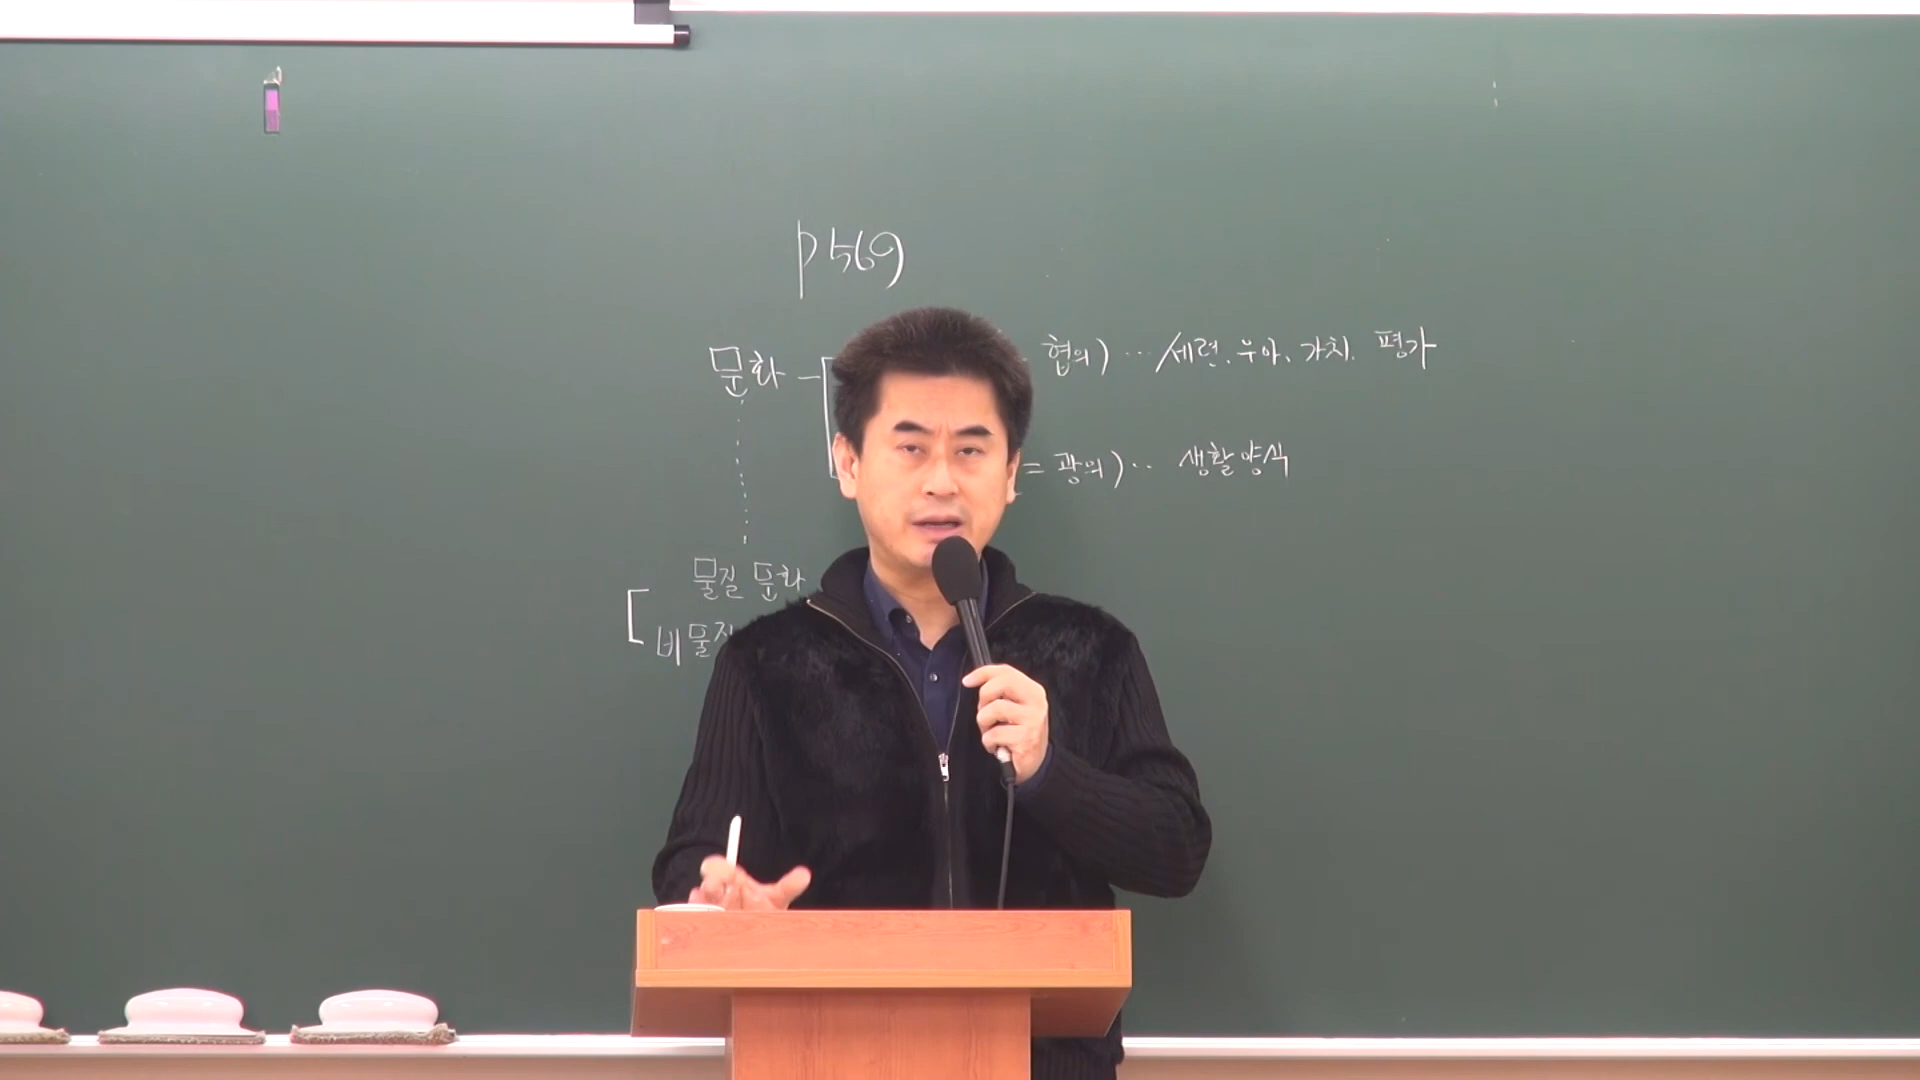 p569
문화 - [ 협의) … 세련. 우아. 가치. 평가
= 광의) ‥ 생활양식
[ 물질 문화
비물질